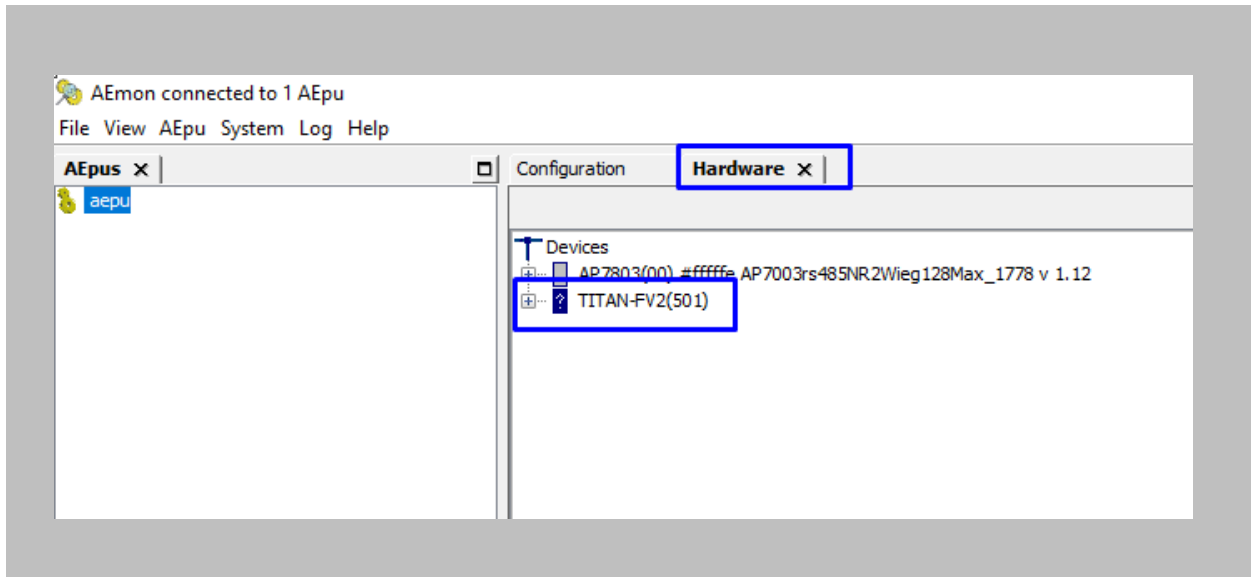 AEmon connected to 1 AEpu
File View AEpu System Log Help
AEpus
Configuration
Hardware
aepu
Devices
AP7803(00) #fffffe AP7003rs485NR2Wieg128Max_1778 v 1.12
? TITAN-FV2(501)